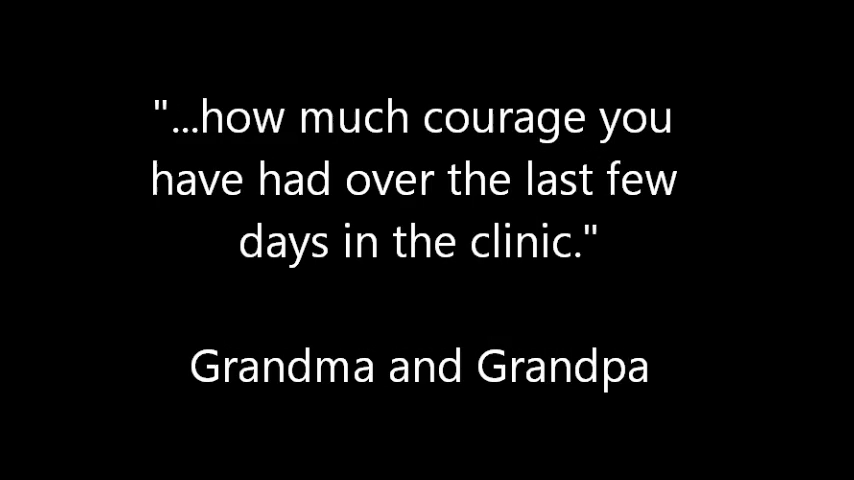 "...how much courage you
have had over the last few
days in the clinic."
Grandma and Grandpa